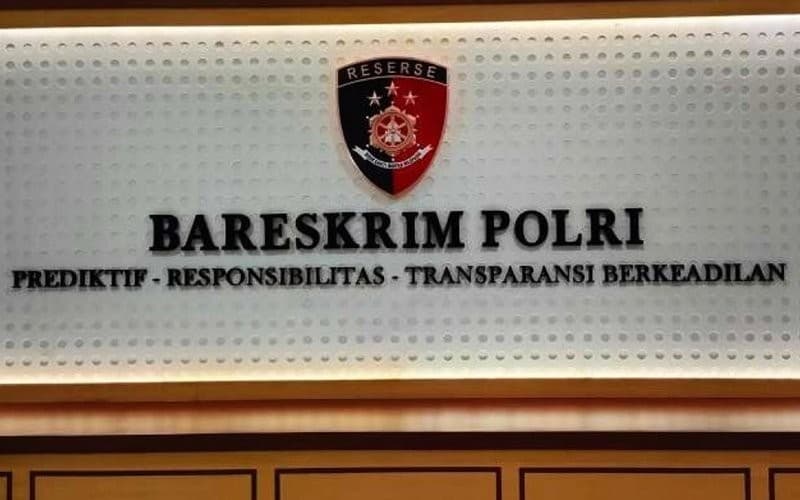 RESERSE
BARESKRIM POLRI
PREDIKTIF - RESPONSIBILITAS - TRANSPARANSI BERKEADILAN